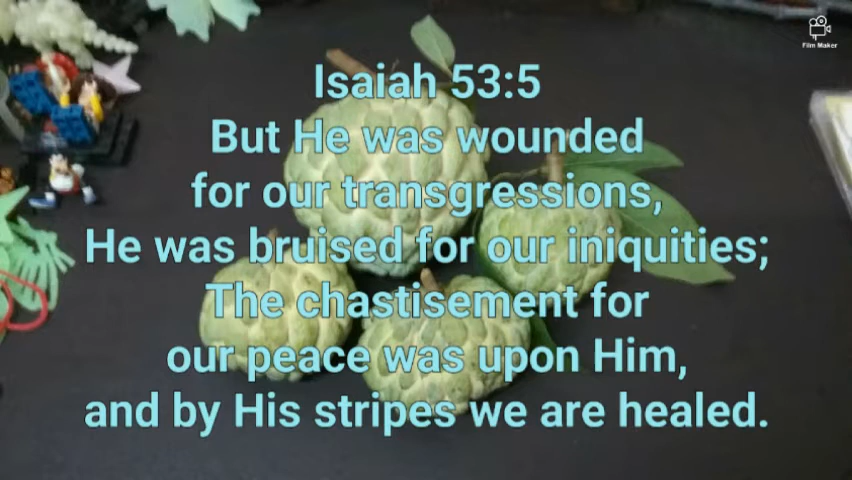 Film Maker
Isaiah 53:5
But He was wounded
for our transgressions,
He was bruised for our iniquities;
The chastisement for
our peace was upon Him,
and by His stripes we are healed.